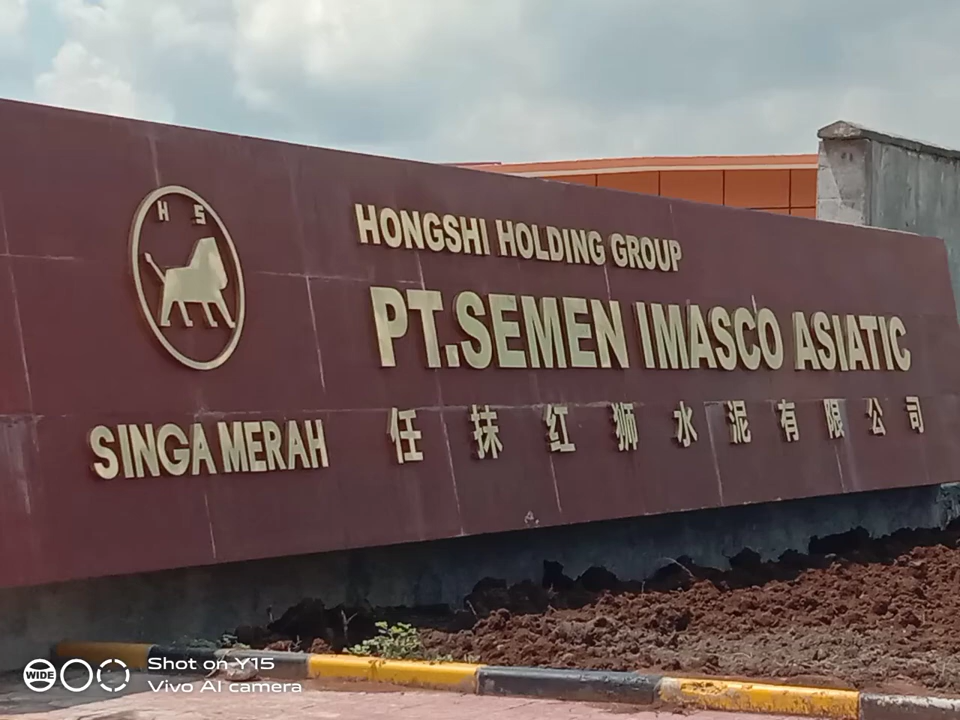 H S
HONGSHI HOLDING GROUP
PT.SEMEN IMASCO ASIATIC
SINGA MERAH
任抹红狮水泥有限公司
WIDE
Shot on Y15
Vivo AI camera